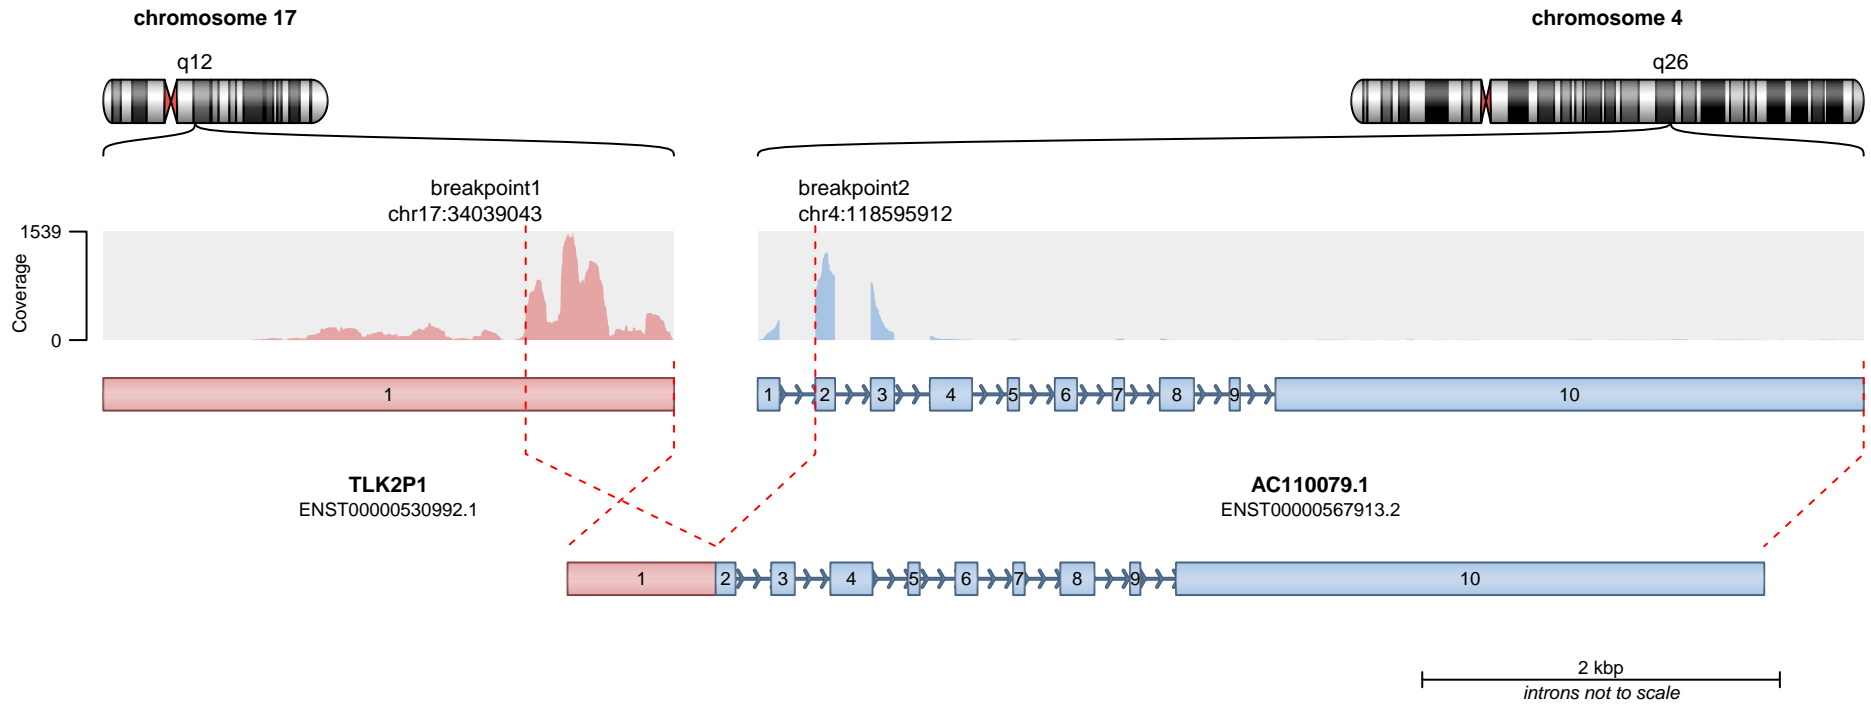 chromosome 17
chromosome 4
q12
q26
breakpoint1
chr17:34039043
breakpoint2
chr4:118595912
1539
Coverage
0
1
1 2 3 4 5 6 7 8 9 10
TLK2P1
ENST00000530992.1
AC110079.1
ENST00000567913.2
1 2 3 4 5 6 7 8 9 10
2 kbp
introns not to scale